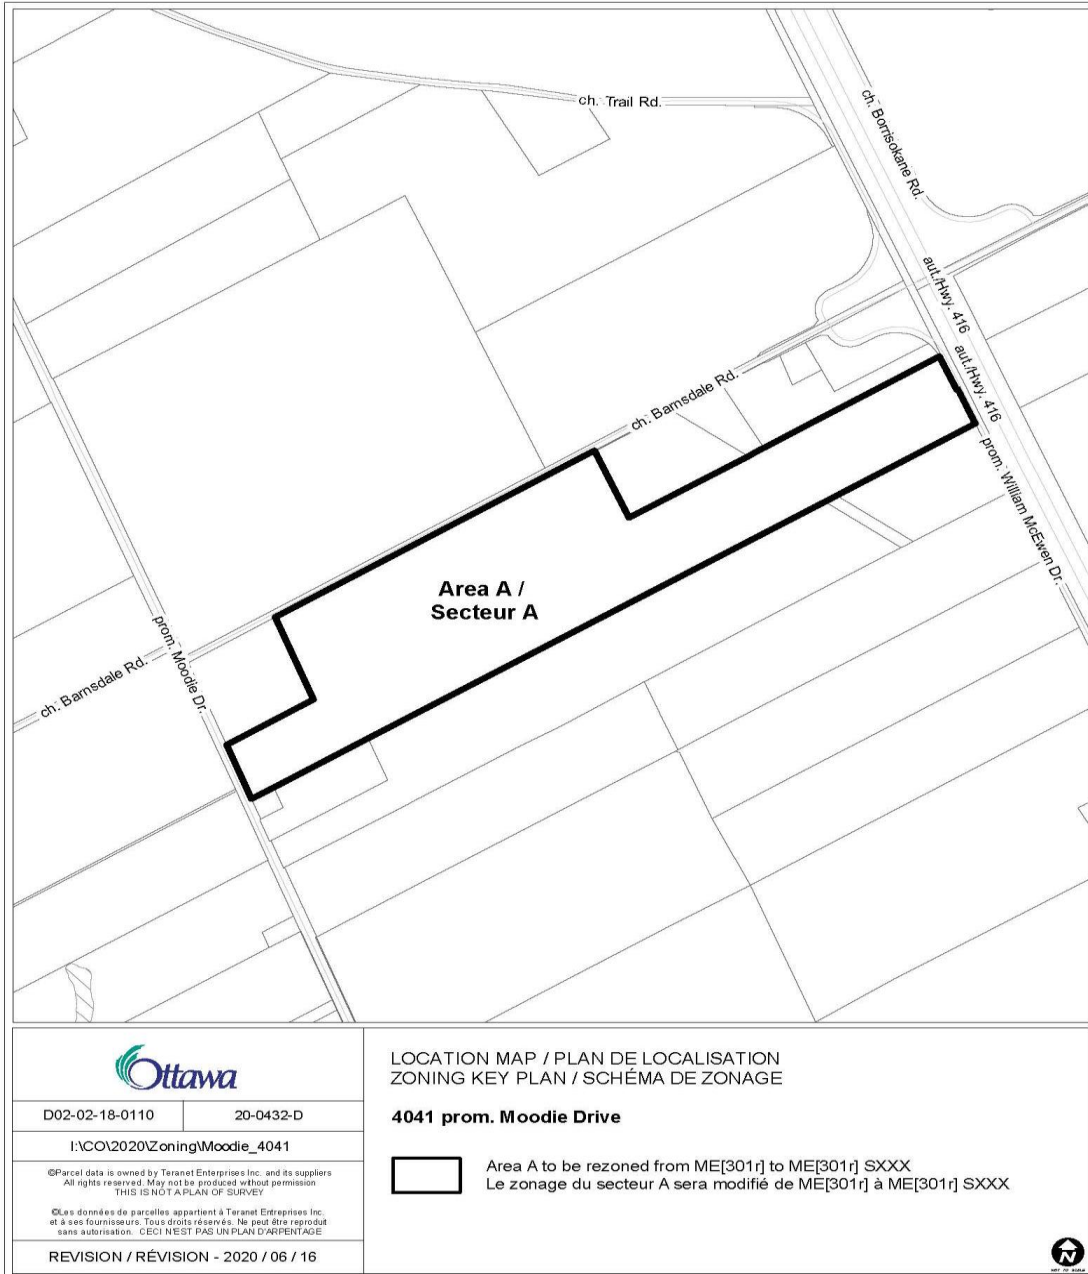 ch. Trail Rd.
ch. Borrisokane Rd.
aut./Hwy. 416
aut./Hwy. 416
ch. Barnsdale Rd.
prom. William McEwen Dr.
Area A /
Secteur A
prom. Moodie Dr.
ch. Barnsdale Rd.
Ottawa
D02-02-18-0110
20-0432-D
I:\CO\2020\Zoning\Moodie_4041
©Parcel data is owned by Teranet Enterprises Inc. and its suppliers
All rights reserved. May not be produced without permission
THIS IS NOT A PLAN OF SURVEY
©Les données de parcelles appartient à Teranet Entreprises Inc.
et à ses fournisseurs. Tous droits réservés. Ne peut être reproduit
sans autorisation. CECI N'EST PAS UN PLAN D'ARPENTAGE
REVISION / RÉVISION - 2020 / 06 / 16
LOCATION MAP / PLAN DE LOCALISATION
ZONING KEY PLAN / SCHÉMA DE ZONAGE
4041 prom. Moodie Drive
Area A to be rezoned from ME[301r] to ME[301r] SXXX
Le zonage du secteur A sera modifié de ME[301r] à ME[301r] SXXX
N
NOT TO SCALE